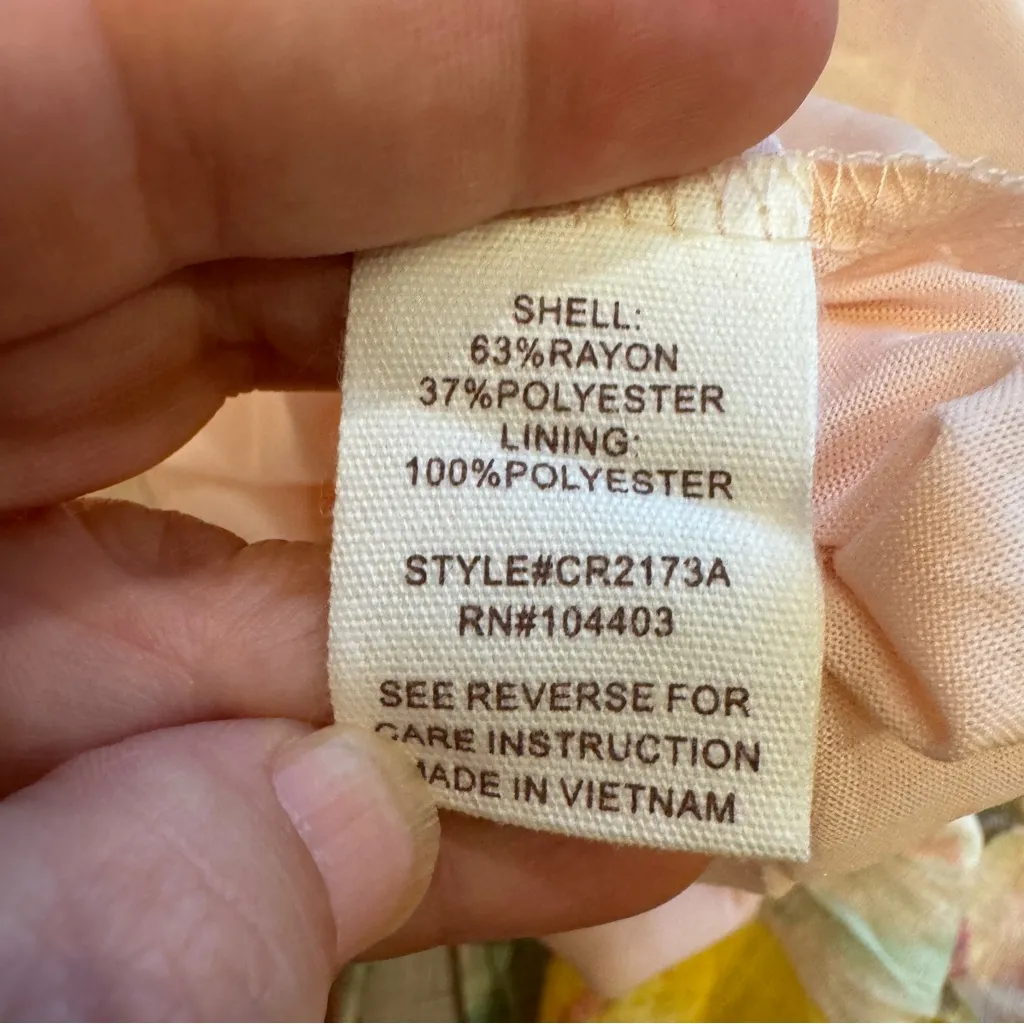 SHELL:
63%RAYON
37%POLYESTER
LINING:
100%POLYESTER
STYLE#CR2173A
RN#104403
SEE REVERSE FOR
CARE INSTRUCTION
MADE IN VIETNAM